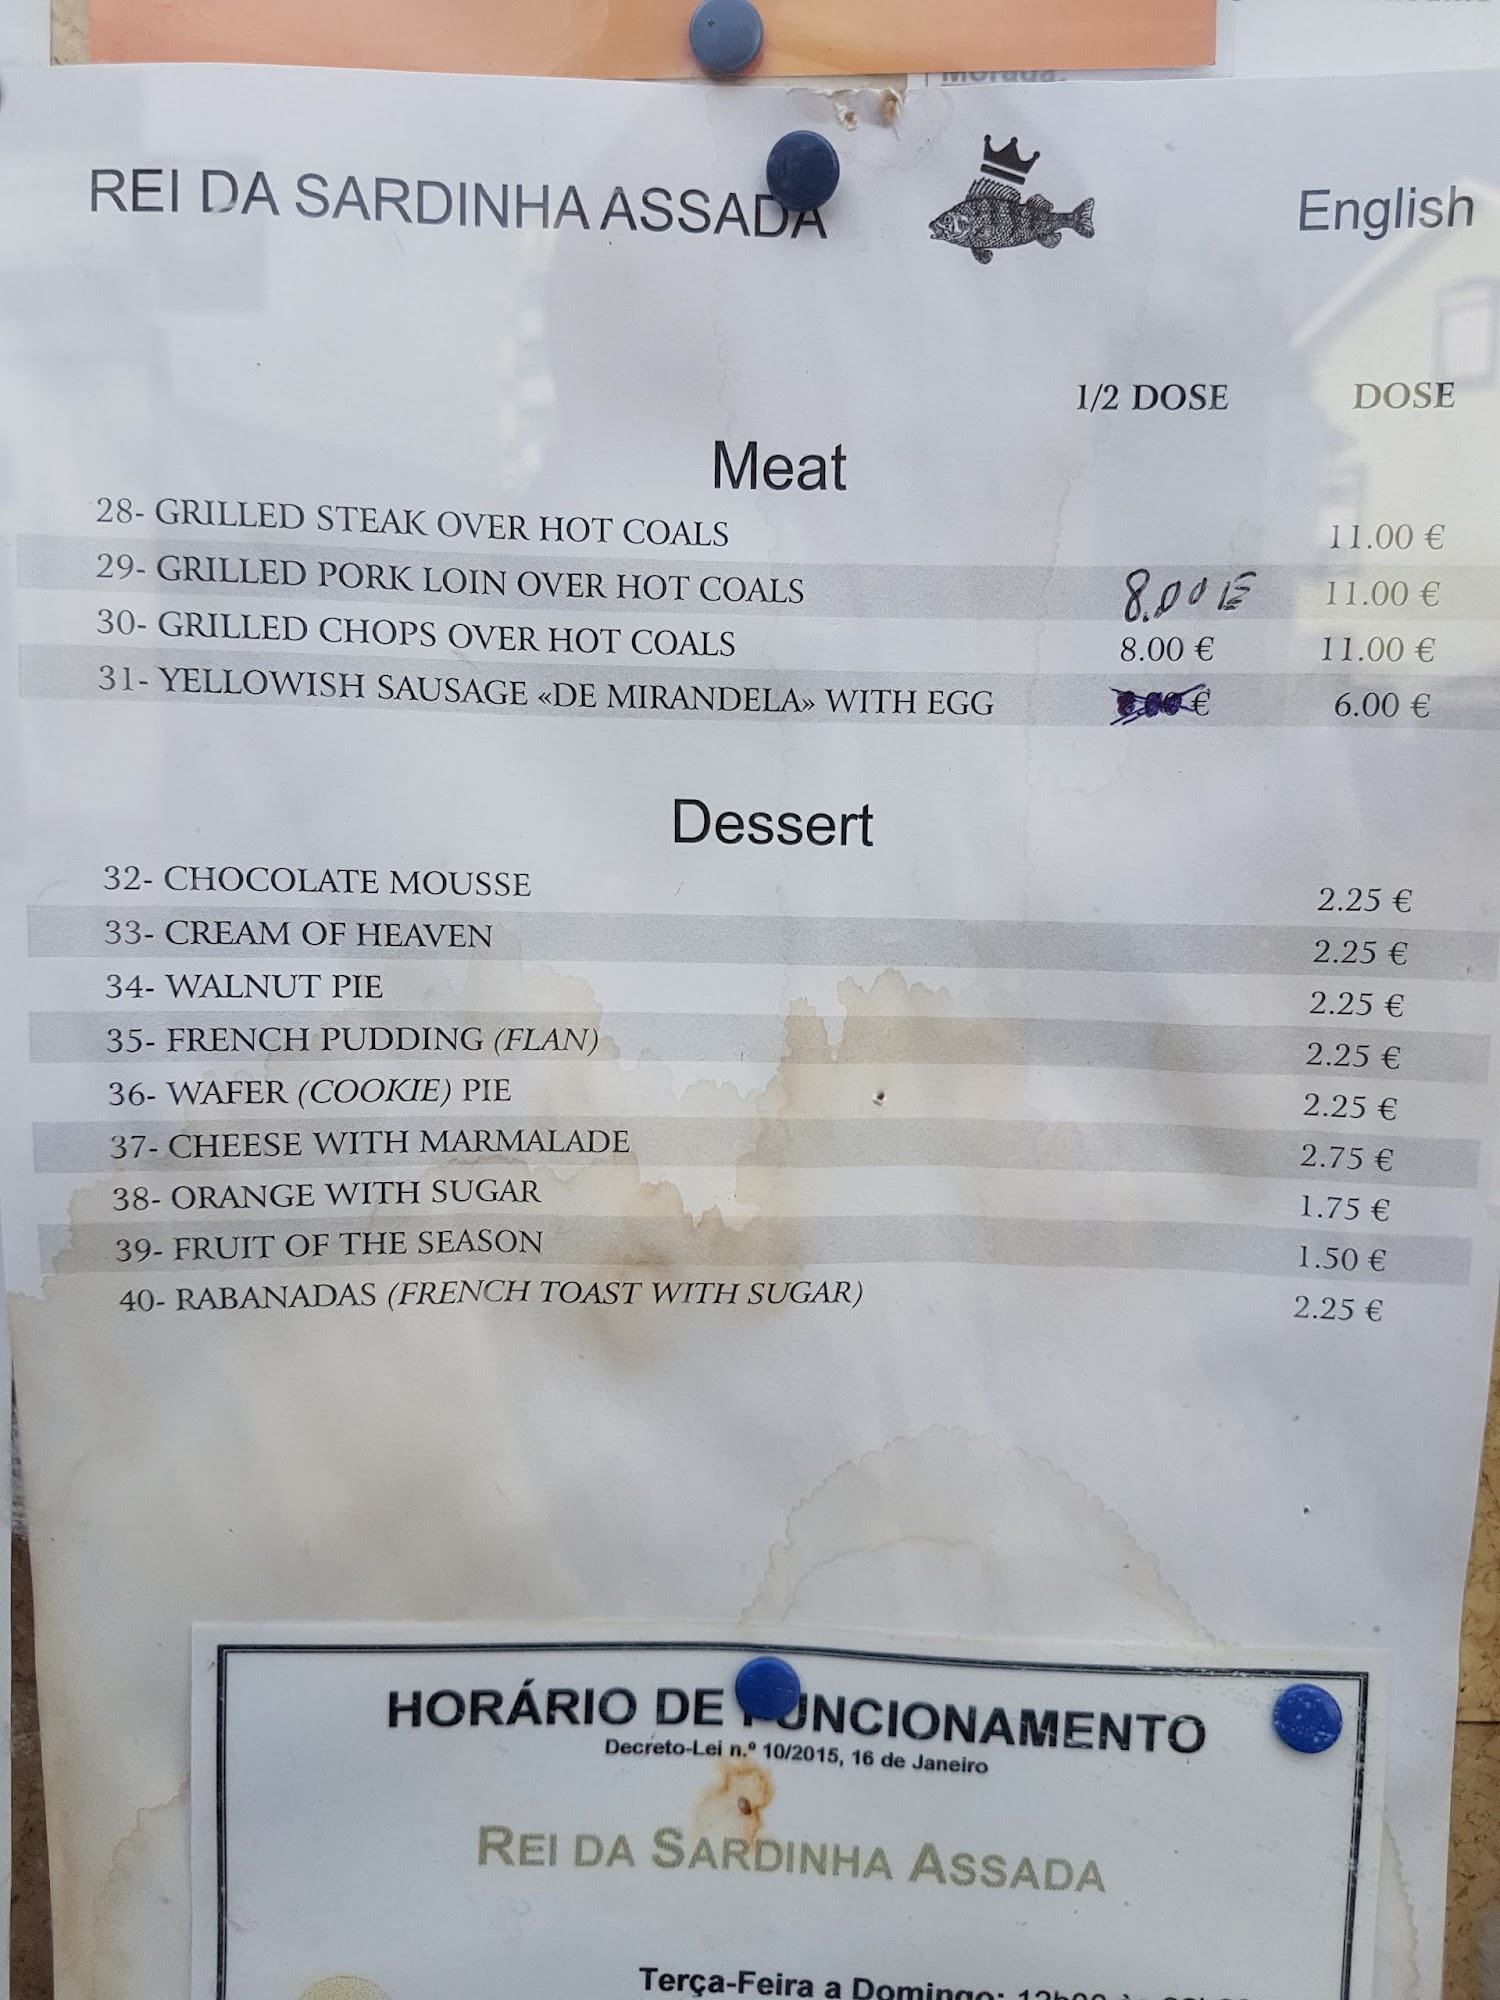 REI DA SARDINHA ASSADA English
1/2 DOSE DOSE
Meat
28- GRILLED STEAK OVER HOT COALS 11.00 €
29- GRILLED PORK LOIN OVER HOT COALS 8.00 € 11.00 €
30- GRILLED CHOPS OVER HOT COALS 8.00 € 11.00 €
31- YELLOWISH SAUSAGE «DE MIRANDELA» WITH EGG € 6.00 €
Dessert
32- CHOCOLATE MOUSSE 2.25 €
33- CREAM OF HEAVEN 2.25 €
34- WALNUT PIE 2.25 €
35- FRENCH PUDDING (FLAN) 2.25 €
36- WAFER (COOKIE) PIE 2.25 €
37- CHEESE WITH MARMALADE 2.75 €
38- ORANGE WITH SUGAR 1.75 €
39- FRUIT OF THE SEASON 1.50 €
40- RABANADAS (FRENCH TOAST WITH SUGAR) 2.25 €
HORÁRIO DE FUNCIONAMENTO
Decreto-Lei n.º 10/2015, 16 de Janeiro
REI DA SARDINHA ASSADA
Terça-Feira a Domingo: